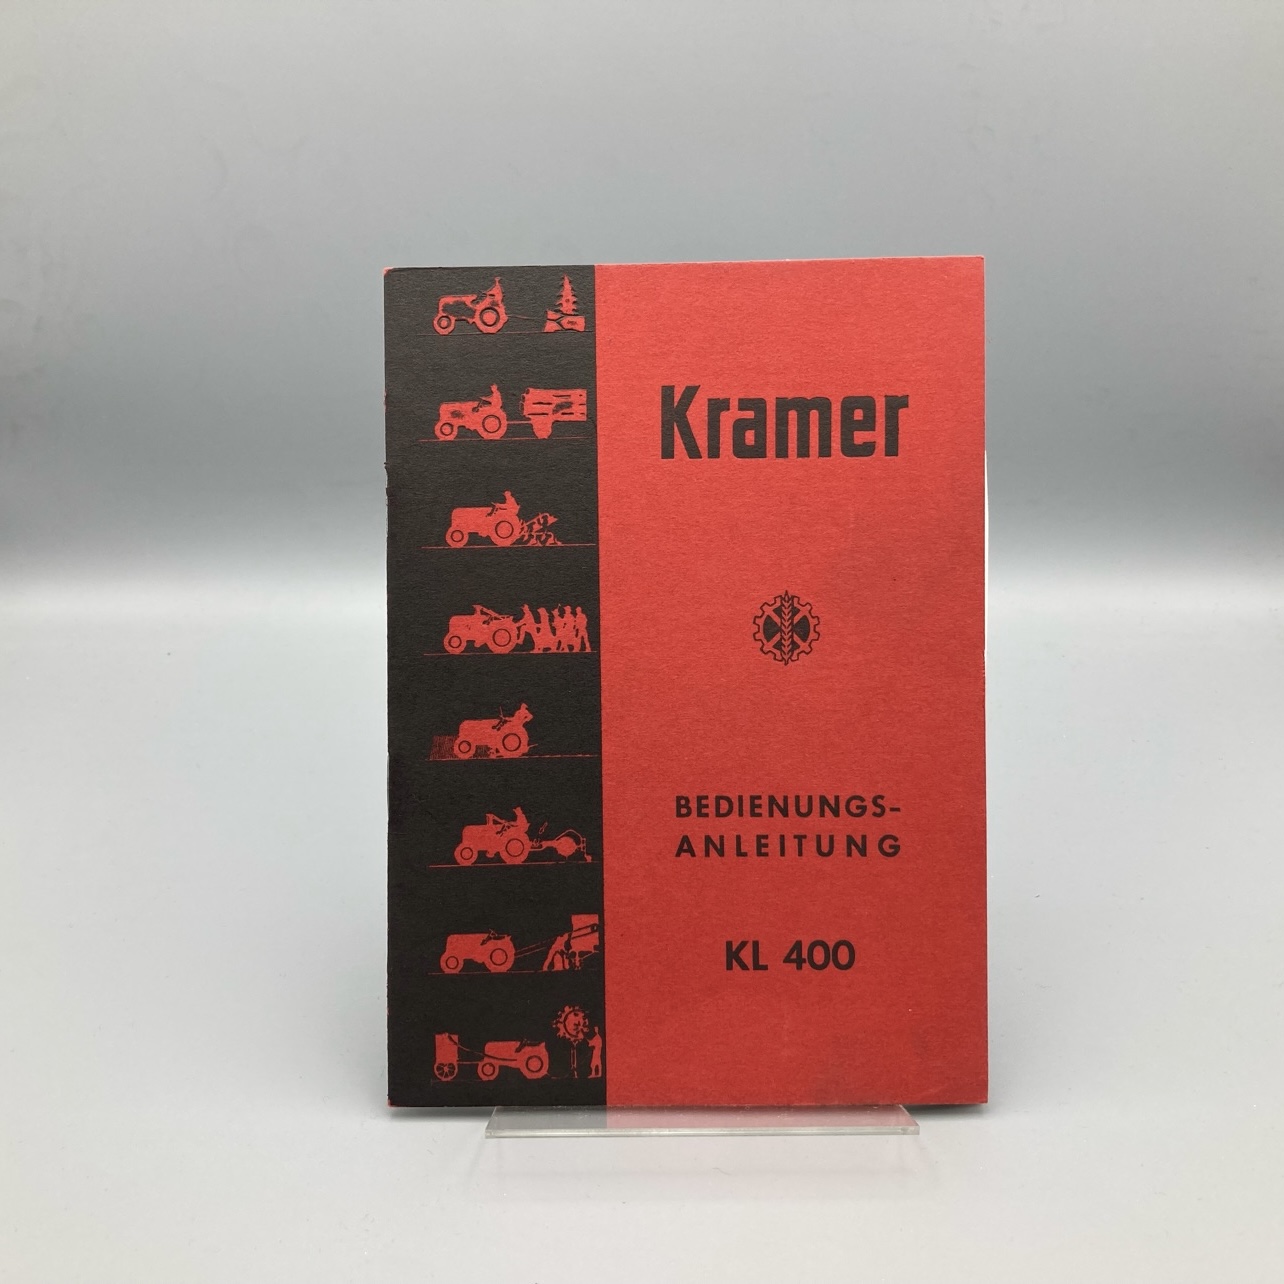 Kramer
BEDIENUNGS-
ANLEITUNG
KL 400